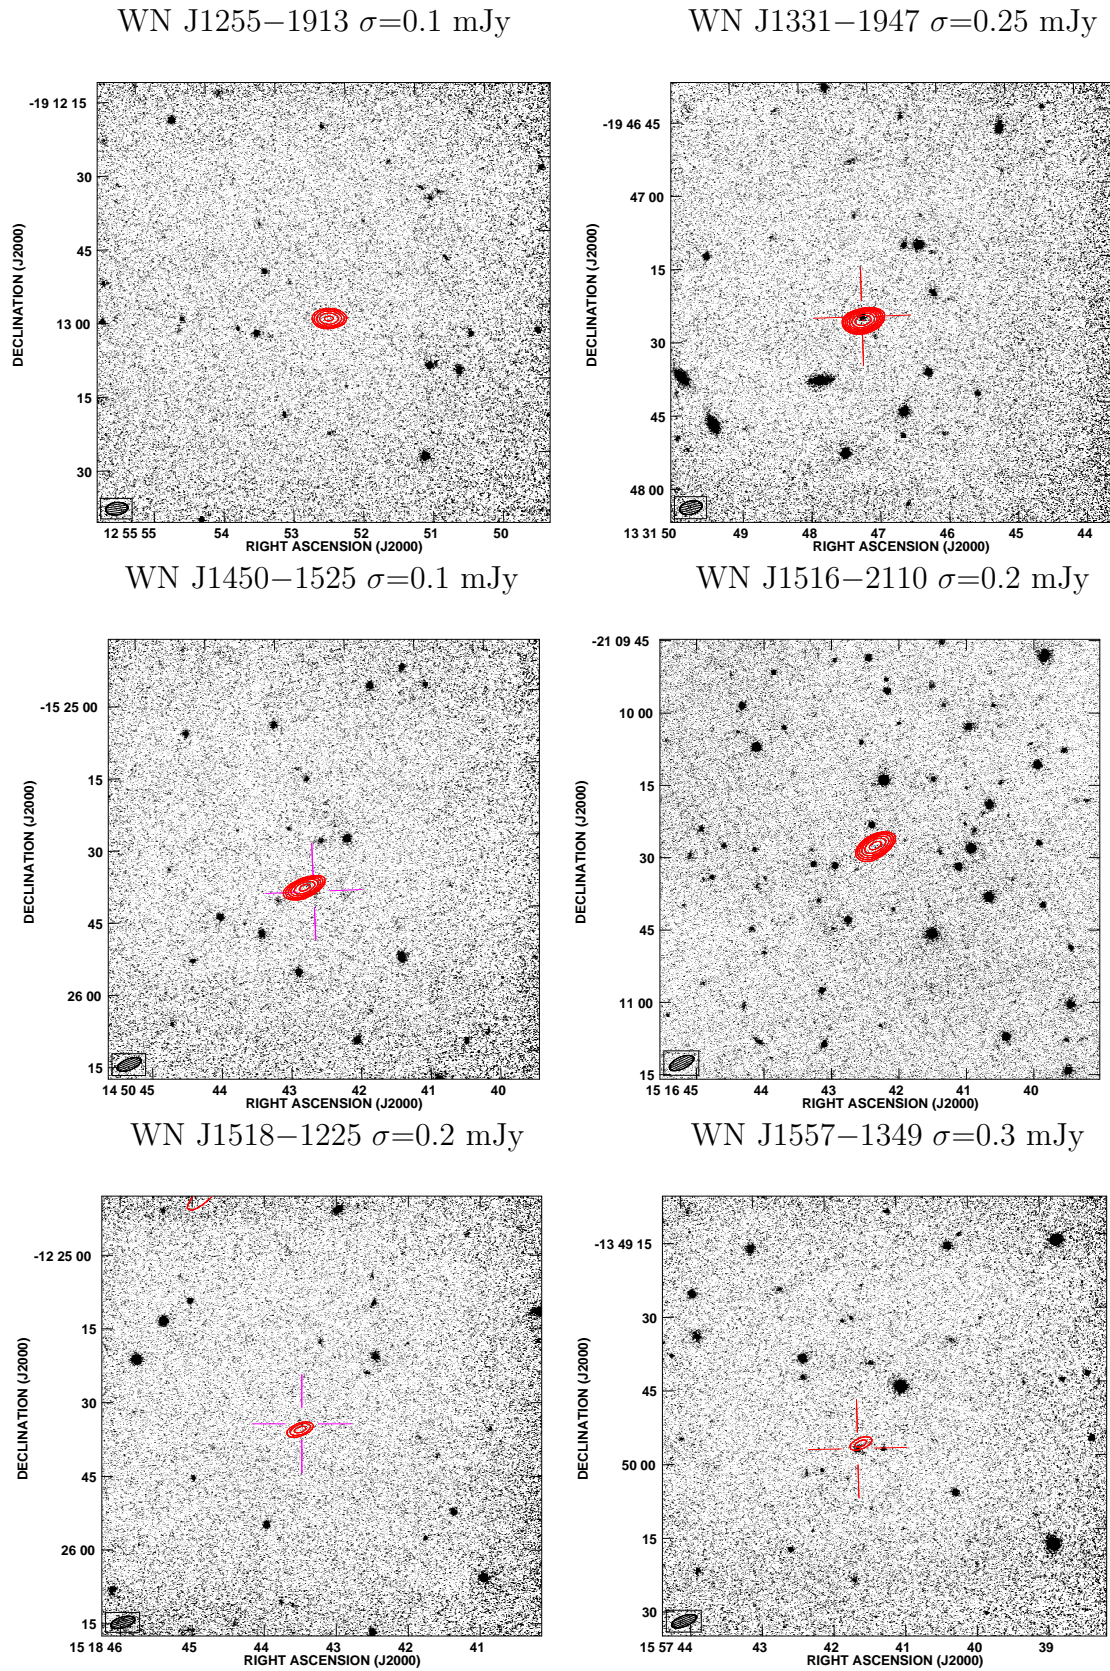 WN J1255−1913 σ=0.1 mJy
WN J1331−1947 σ=0.25 mJy
DECLINATION (J2000)
-19 12 15
30
45
13 00
15
30
12 55 55
54
53
52
51
50
RIGHT ASCENSION (J2000)
DECLINATION (J2000)
-19 46 45
47 00
15
30
45
48 00
13 31 50
49
48
47
46
45
44
RIGHT ASCENSION (J2000)
WN J1450−1525 σ=0.1 mJy
WN J1516−2110 σ=0.2 mJy
DECLINATION (J2000)
-15 25 00
15
30
45
26 00
15
14 50 45
44
43
42
41
40
RIGHT ASCENSION (J2000)
DECLINATION (J2000)
-21 09 45
10 00
15
30
45
11 00
15
15 16 45
44
43
42
41
40
RIGHT ASCENSION (J2000)
WN J1518−1225 σ=0.2 mJy
WN J1557−1349 σ=0.3 mJy
DECLINATION (J2000)
-12 25 00
15
30
45
26 00
15
15 18 46
45
44
43
42
41
RIGHT ASCENSION (J2000)
DECLINATION (J2000)
-13 49 15
30
45
50 00
15
30
15 57 44
43
42
41
40
39
RIGHT ASCENSION (J2000)